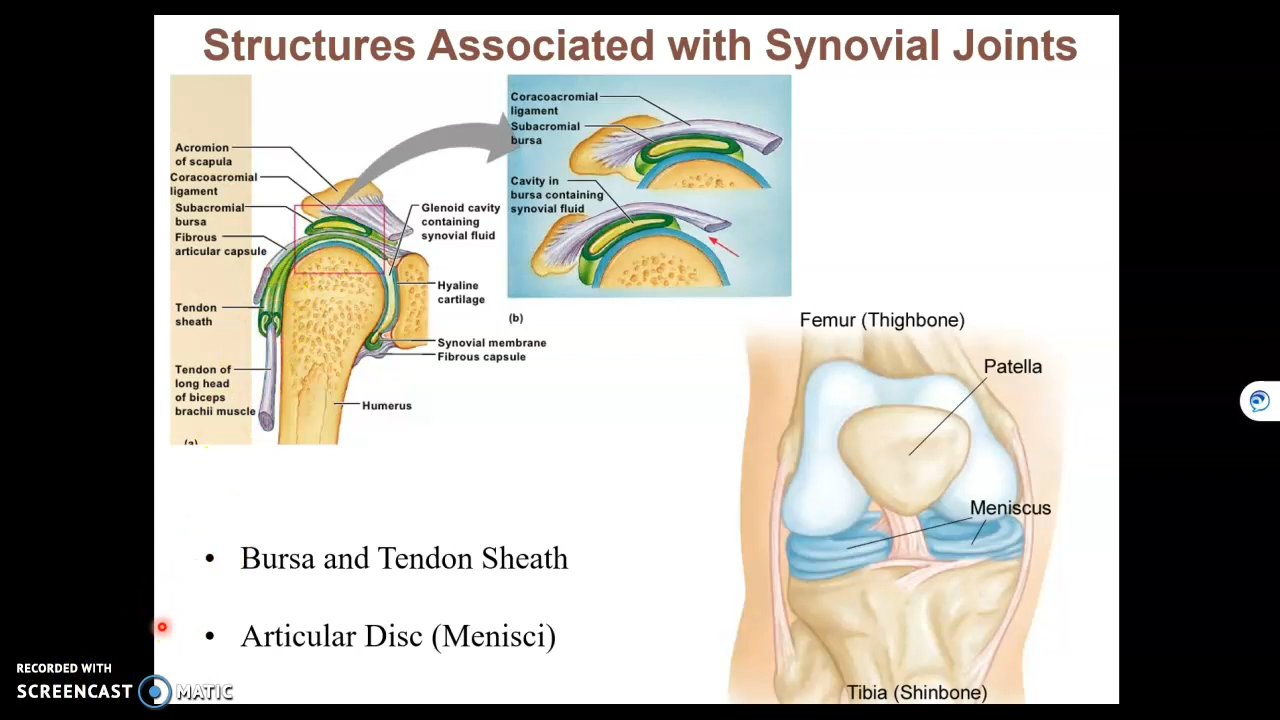 Structures Associated with Synovial Joints
Acromion
of scapula
Coracoacromial
ligament
Subacromial
bursa
Fibrous
articular capsule
Tendon
sheath
Tendon of
long head
of biceps
brachii muscle
(a)
Glenoid cavity
containing
synovial fluid
Hyaline
cartilage
Synovial membrane
Fibrous capsule
Humerus
Coracoacromial
ligament
Subacromial
bursa
Cavity in
bursa containing
synovial fluid
(b)
Femur (Thighbone)
Patella
Meniscus
Tibia (Shinbone)
• Bursa and Tendon Sheath
• Articular Disc (Menisci)
RECORDED WITH
SCREENCAST MATIC